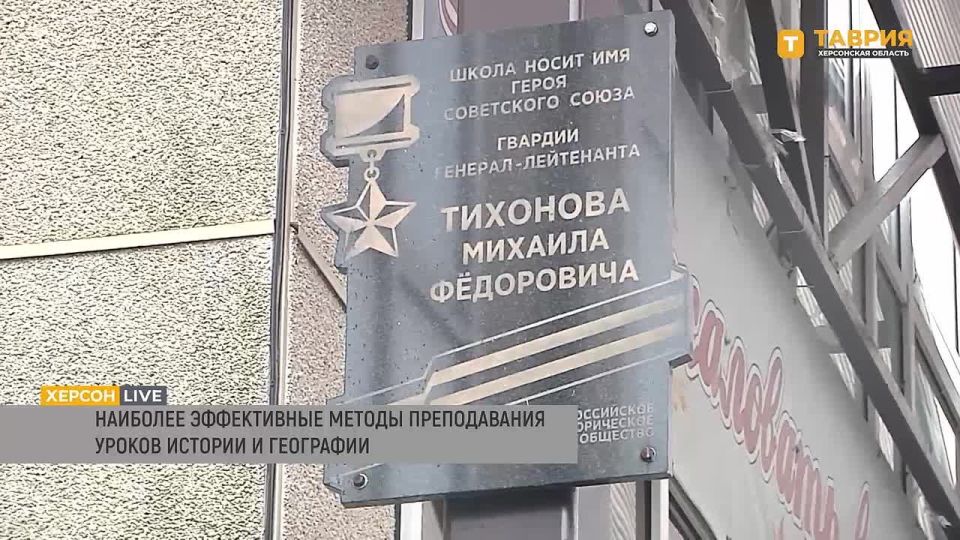 ТАВРИЯ
ХЕРСОНСКАЯ ОБЛАСТЬ
ШКОЛА НОСИТ ИМЯ
ГЕРОЯ
СОВЕТСКОГО СОЮЗА
ГВАРДИИ
ГЕНЕРАЛ-ЛЕЙТЕНАНТА
ТИХОНОВА
МИХАИЛА
ФЁДОРОВИЧА
ХЕРСОН LIVE
НАИБОЛЕЕ ЭФФЕКТИВНЫЕ МЕТОДЫ ПРЕПОДАВАНИЯ
УРОКОВ ИСТОРИИ И ГЕОГРАФИИ